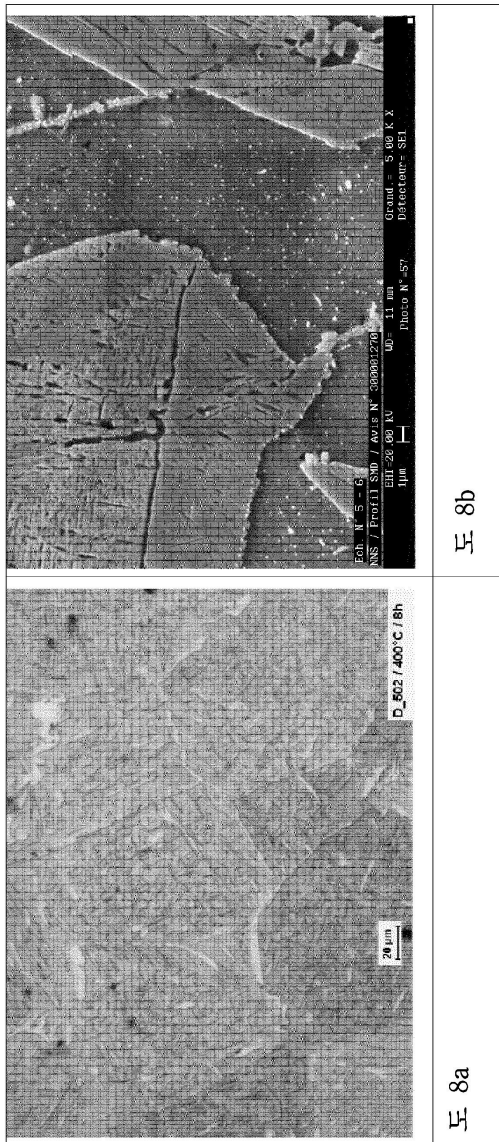 20 µm
D_502 / 400°C / 8h
도 8a
Ech. N° 5 - 6
NNS / Profil SMD / Avis N° 300001270
EHT=20.00 KV WD= 11 mm Grand = 5.00 K X
1µm Photo N°=57 Détecteur= SE1
도 8b